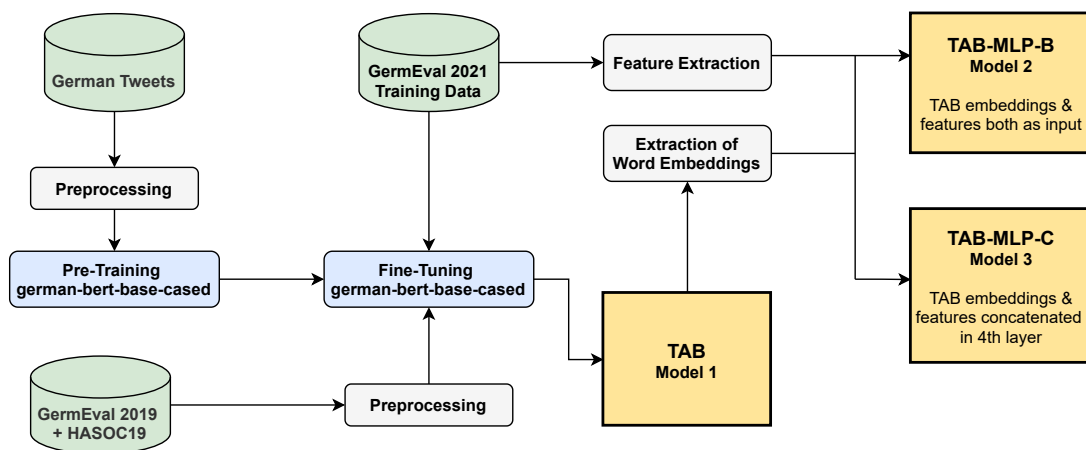 German Tweets
Preprocessing
Pre-Training
german-bert-base-cased
GermEval 2019
+ HASOC19
GermEval 2021
Training Data
Fine-Tuning
german-bert-base-cased
Preprocessing
Feature Extraction
Extraction of
Word Embeddings
TAB
Model 1
TAB-MLP-B
Model 2
TAB embeddings &
features both as input
TAB-MLP-C
Model 3
TAB embeddings &
features concatenated
in 4th layer